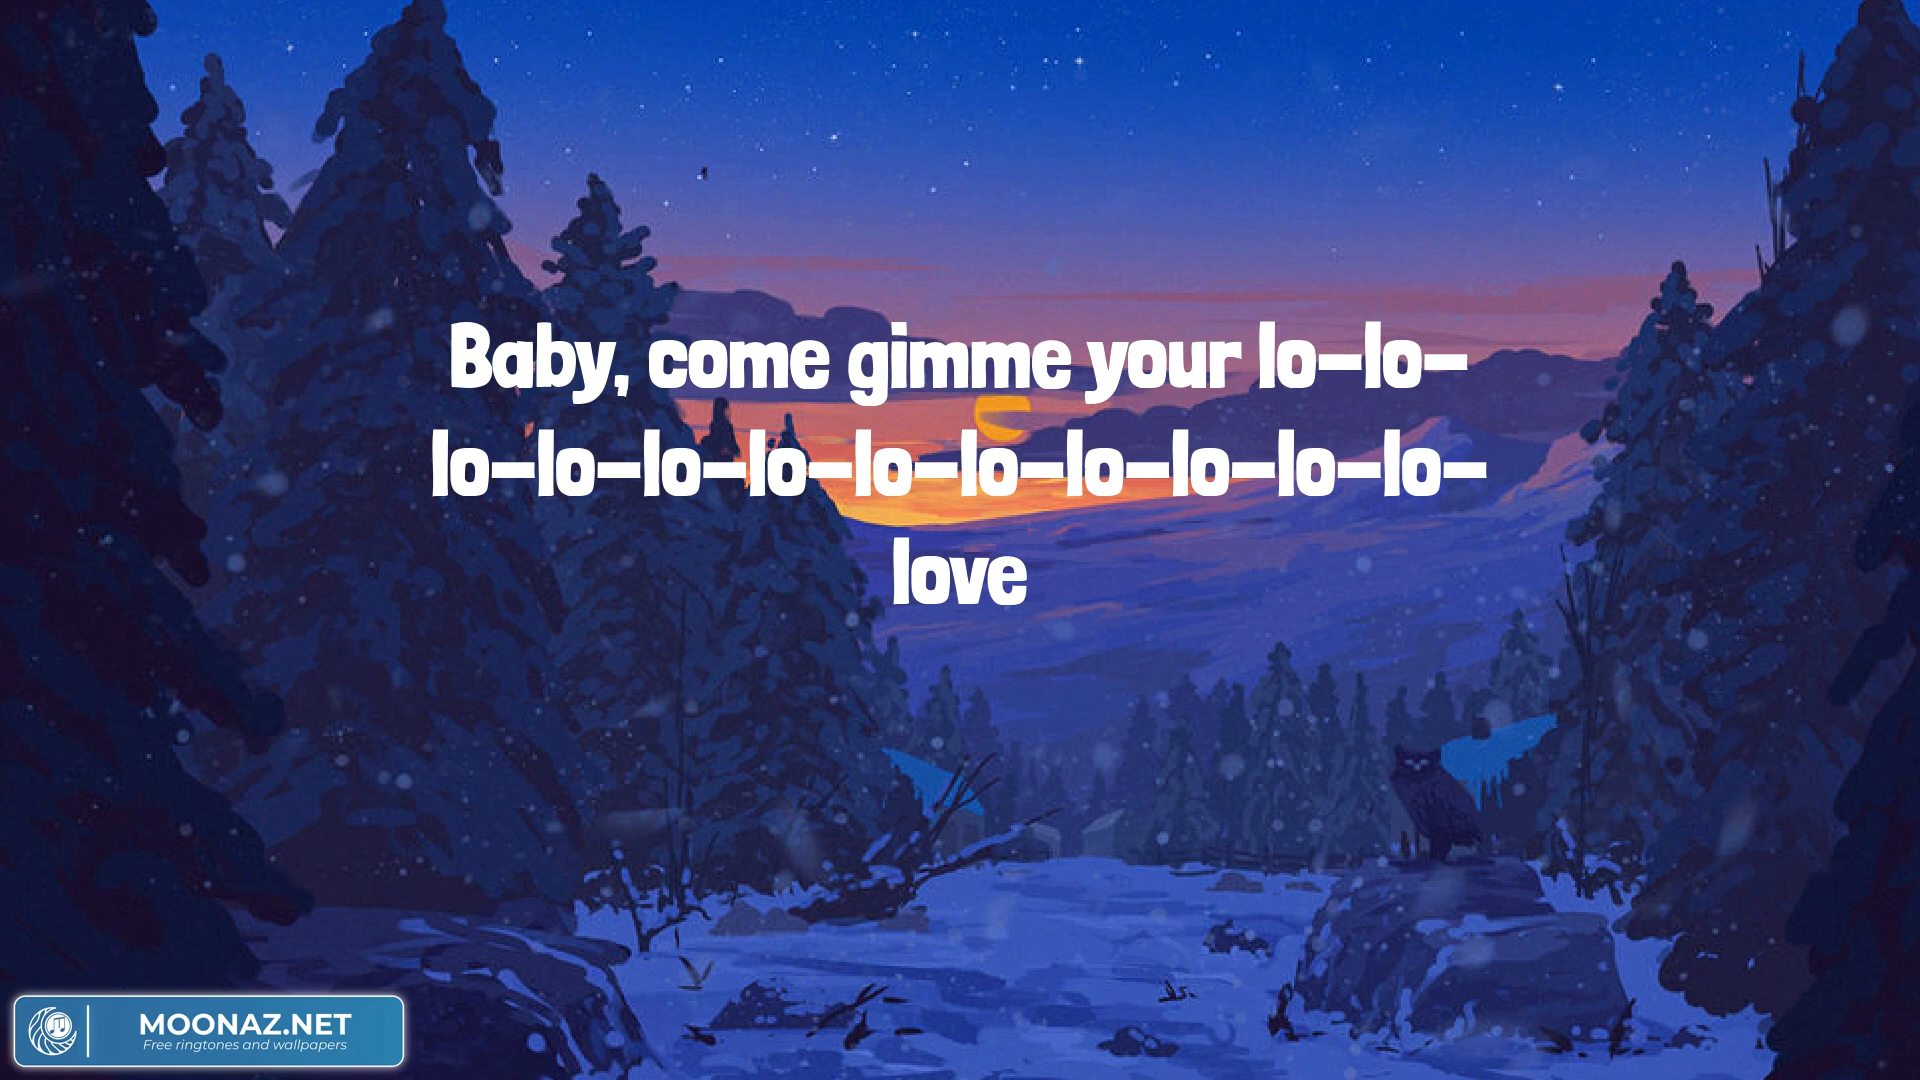 Baby, come gimme your lo-lo-
lo-lo-lo-lo-lo-lo-lo-lo-lo-lo-
love
MOONAZ.NET
Free ringtones and wallpapers